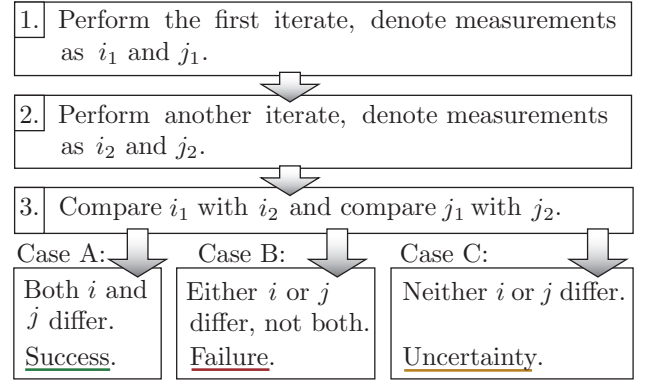 1. Perform the first iterate, denote measurements
as i₁ and j₁.
2. Perform another iterate, denote measurements
as i₂ and j₂.
3. Compare i₁ with i₂ and compare j₁ with j₂.
Case A:
Both i and
j differ.
Success.
Case B:
Either i or j
differ, not both.
Failure.
Case C:
Neither i or j differ.
Uncertainty.